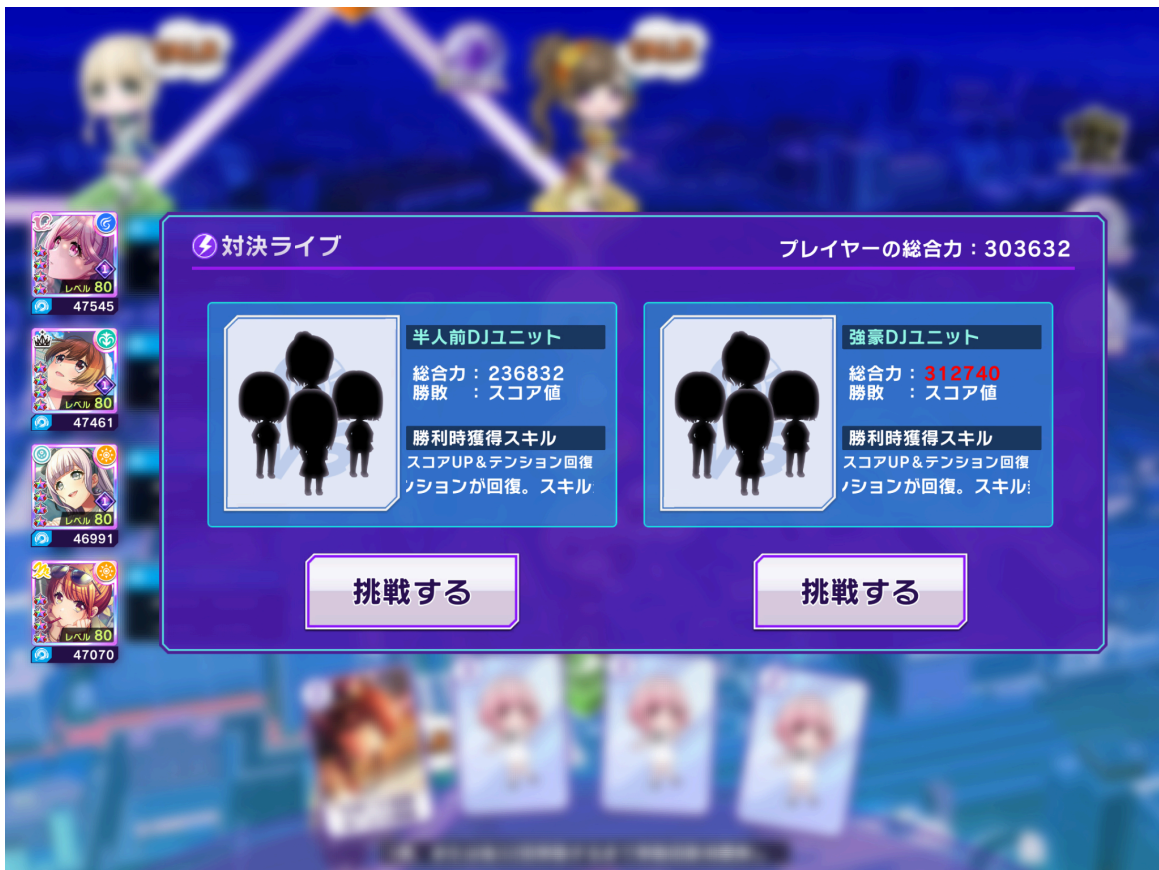 対決ライブ
プレイヤーの総合力：303632
レベル 80
47545
レベル 80
47461
レベル 80
46991
レベル 80
47070
半人前DJユニット
総合力：236832
勝敗　：スコア値
勝利時獲得スキル
スコアUP＆テンション回復
ンションが回復。スキル
挑戦する
強豪DJユニット
総合力：312740
勝敗　：スコア値
勝利時獲得スキル
スコアUP＆テンション回復
ンションが回復。スキル
挑戦する